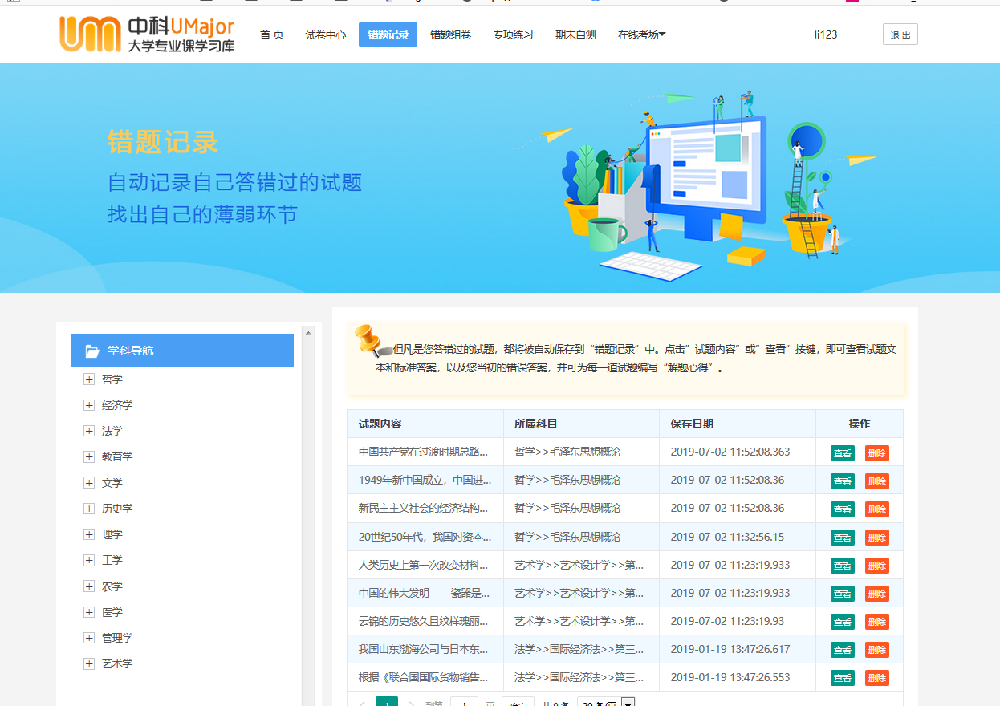 中科UMajor
大学专业课学习库
首 页 试卷中心 错题记录 错题组卷 专项练习 期末自测 在线考场
li123 退 出
错题记录
自动记录自己答错过的试题
找出自己的薄弱环节
学科导航
哲学
经济学
法学
教育学
文学
历史学
理学
工学
农学
医学
管理学
艺术学
但凡是您答错过的试题，都将被自动保存到“错题记录”中。点击”试题内容”或”查看”按键，即可查看试题文
本和标准答案，以及您当初的错误答案，并可为每一道试题编写“解题心得”。
试题内容 所属科目 保存日期 操作
中国共产党在过渡时期总路... 哲学>>毛泽东思想概论 2019-07-02 11:52:08.363 查看 删除
1949年新中国成立，中国进... 哲学>>毛泽东思想概论 2019-07-02 11:52:08.36 查看 删除
新民主主义社会的经济结构... 哲学>>毛泽东思想概论 2019-07-02 11:52:08.36 查看 删除
20世纪50年代，我国对资本... 哲学>>毛泽东思想概论 2019-07-02 11:32:56.15 查看 删除
人类历史上第一次改变材料... 艺术学>>艺术设计学>>第... 2019-07-02 11:23:19.933 查看 删除
中国的伟大发明——瓷器是... 艺术学>>艺术设计学>>第... 2019-07-02 11:23:19.933 查看 删除
云锦的历史悠久且纹样瑰丽... 艺术学>>艺术设计学>>第... 2019-07-02 11:23:19.93 查看 删除
我国山东渤海公司与日本东... 法学>>国际经济法>>第三... 2019-01-19 13:47:26.617 查看 删除
根据《联合国国际货物销售... 法学>>国际经济法>>第三... 2019-01-19 13:47:26.553 查看 删除
1 到第 1 页 确定 共 9 条 20 条/页